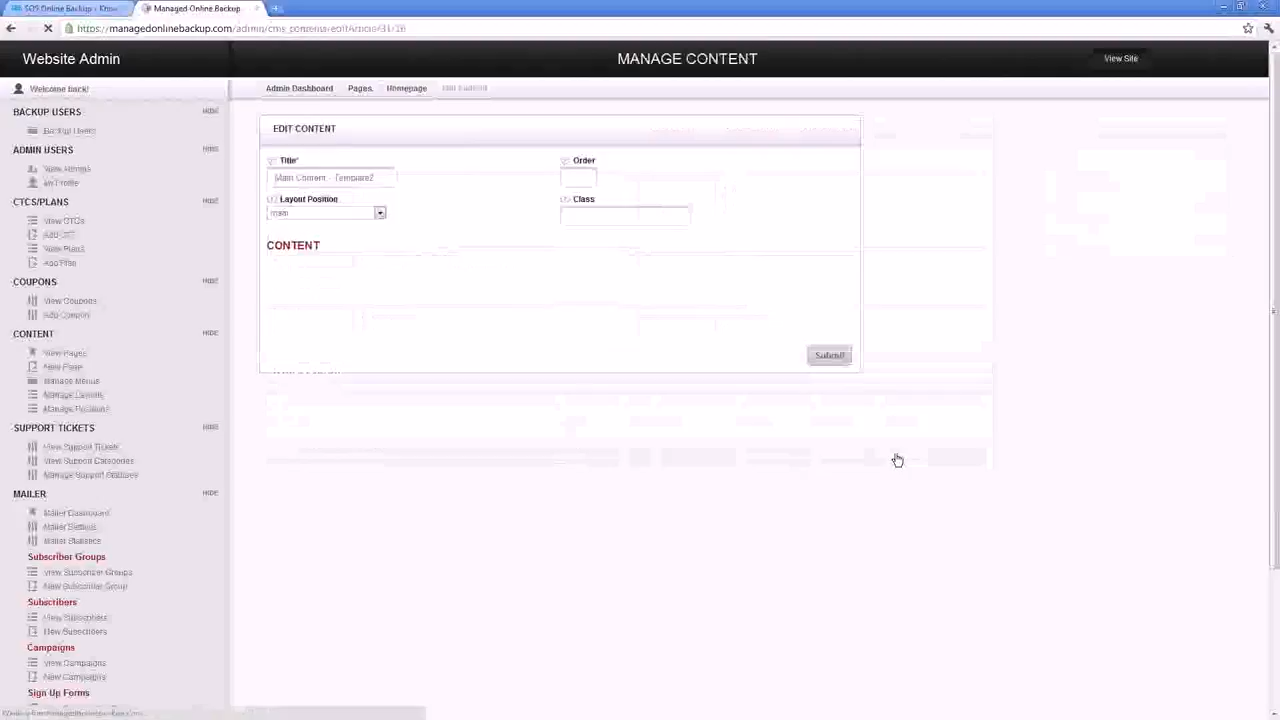 SOS Online Backup - Know
Managed Online Backup
https://managedonlinebackup.com/admin/cms_contents/editArticle/31/16
Website Admin
MANAGE CONTENT
View Site
Welcome back!
Admin Dashboard
Pages
Homepage
Edit Content
BACKUP USERS
HIDE
Backup Users
ADMIN USERS
HIDE
View Admins
My Profile
CTCS/PLANS
HIDE
View CTCs
Add CTC
View Plans
Add Plan
COUPONS
HIDE
View Coupons
Add Coupon
CONTENT
HIDE
View Pages
New Page
Manage Menus
Manage Layouts
Manage Positions
SUPPORT TICKETS
HIDE
View Support Tickets
View Support Categories
Manage Support Statuses
MAILER
HIDE
Mailer Dashboard
Mailer Settings
Mailer Statistics
Subscriber Groups
View Subscriber Groups
New Subscriber Group
Subscribers
View Subscribers
New Subscribers
Campaigns
View Campaigns
New Campaigns
Sign Up Forms
EDIT CONTENT
Title*
Order
Main Content - Template2
Layout Position
Class
main
CONTENT
Submit